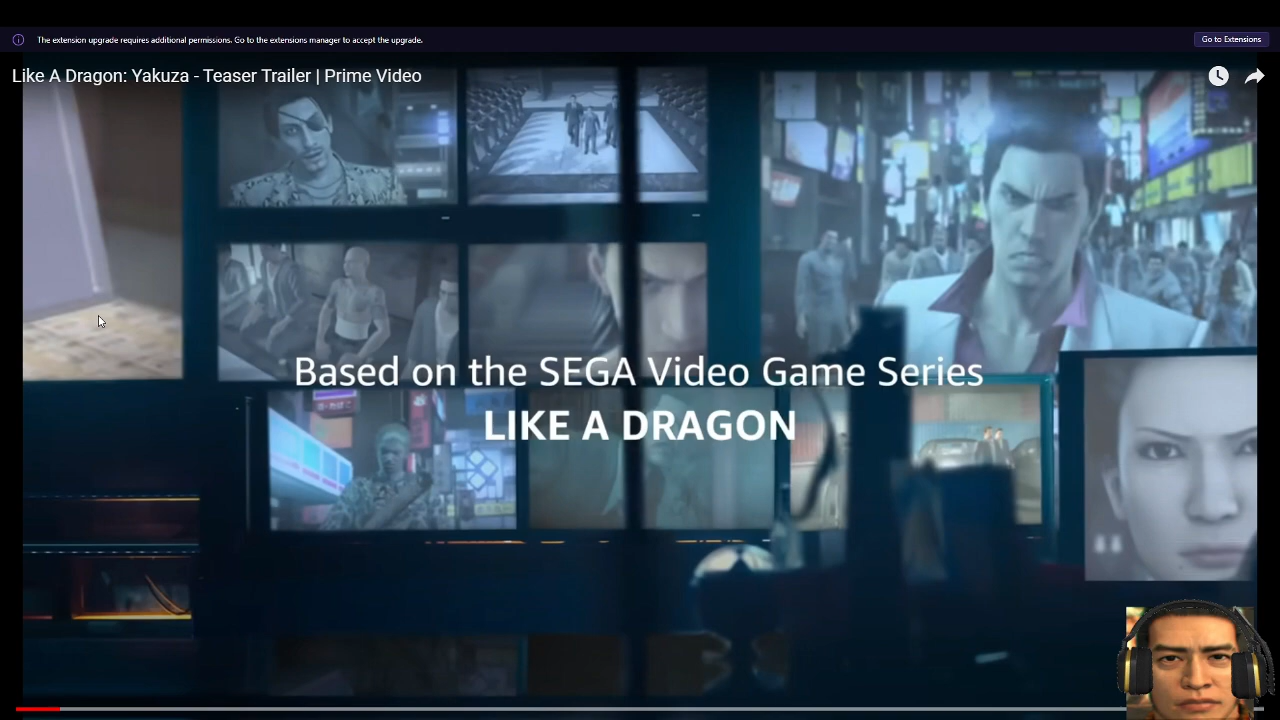 The extension upgrade requires additional permissions. Go to the extensions manager to accept the upgrade.
Go to Extensions
Like A Dragon: Yakuza - Teaser Trailer | Prime Video
Based on the SEGA Video Game Series
LIKE A DRAGON